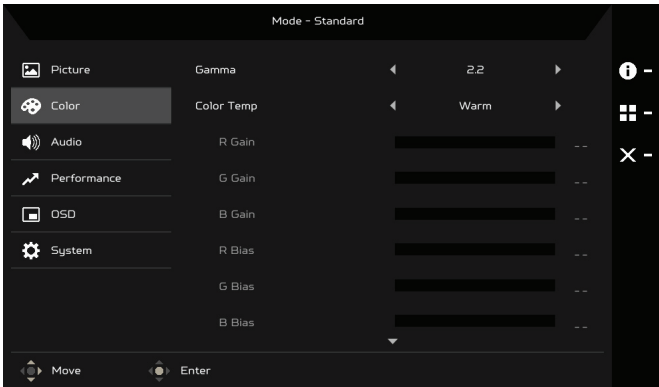 Mode - Standard
Picture
Gamma 2.2
Color
Color Temp Warm
Audio
R Gain --
Performance
G Gain --
OSD
B Gain --
System
R Bias --
G Bias --
B Bias --
Move Enter